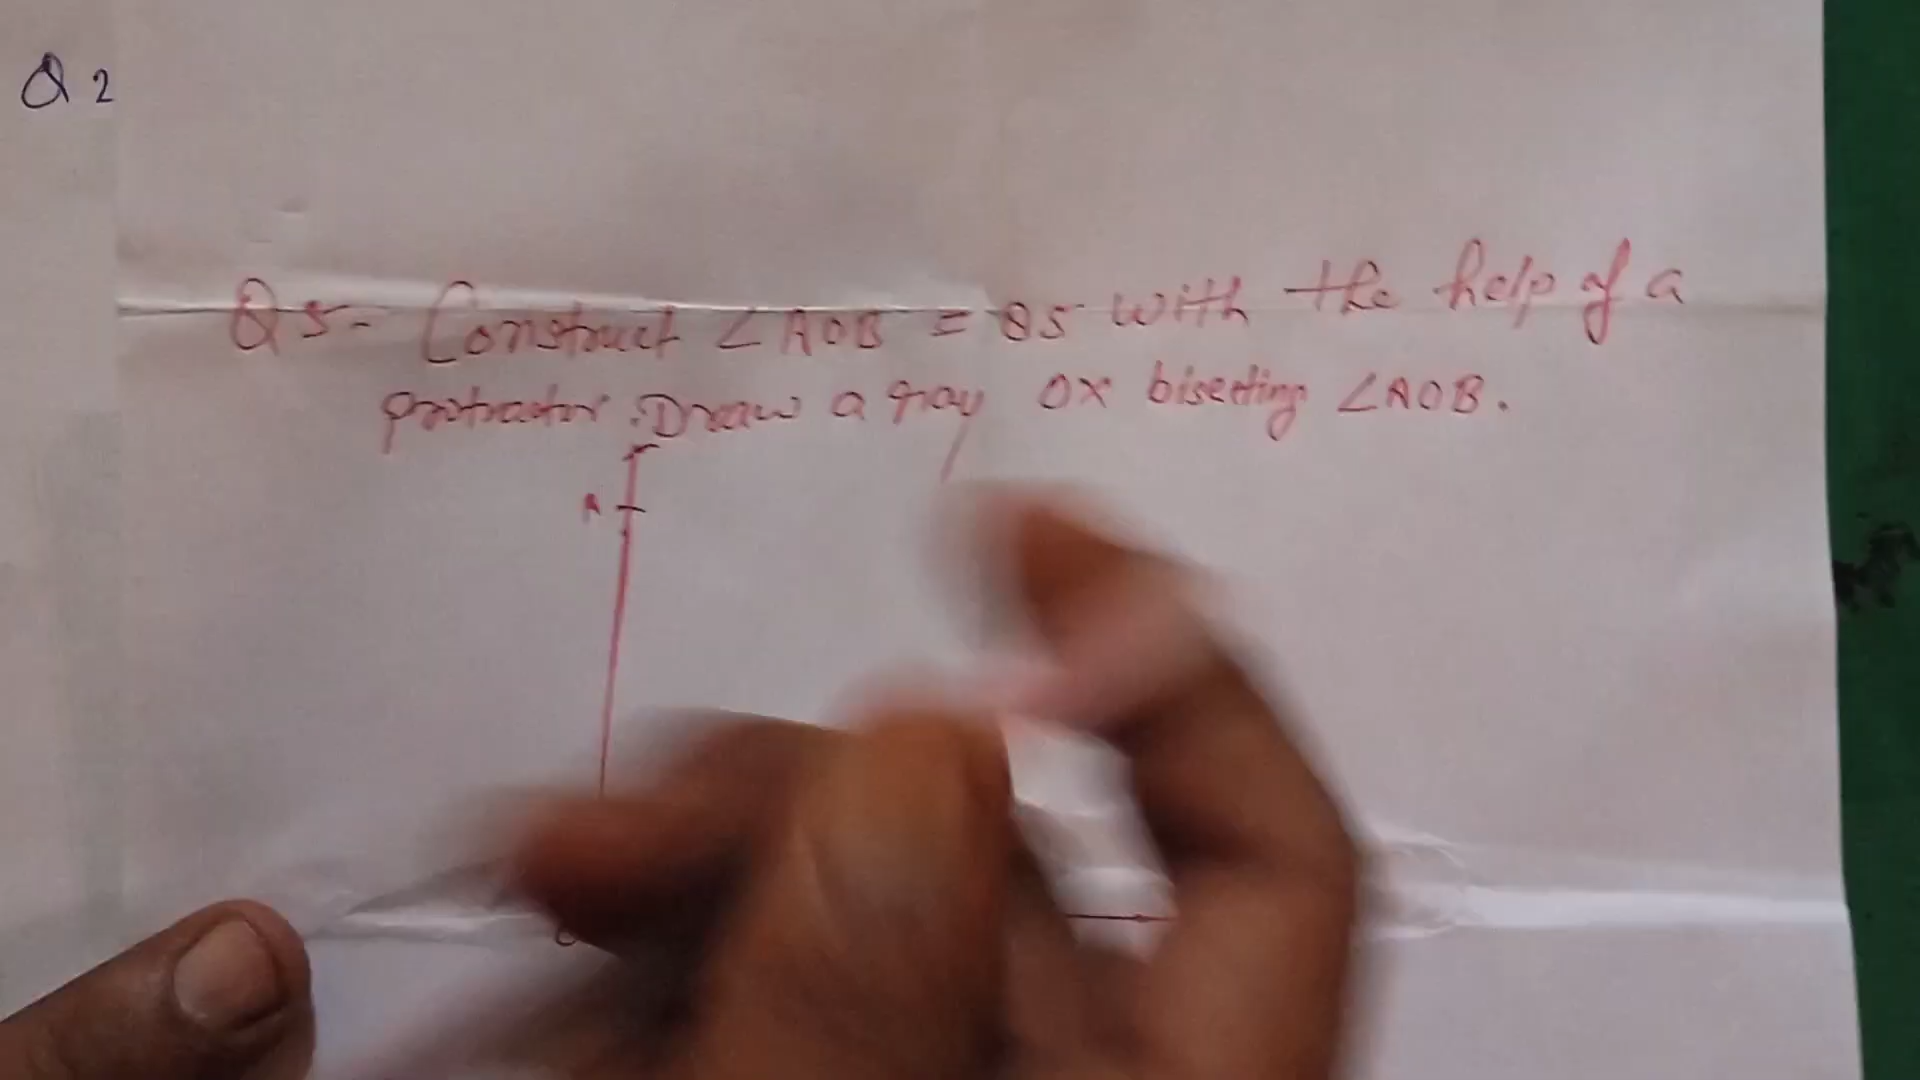 Q 2
Q5- Construct ∠AOB = 85 with the help of a
protractor. Draw a ray OX bisecting ∠AOB.
A
O